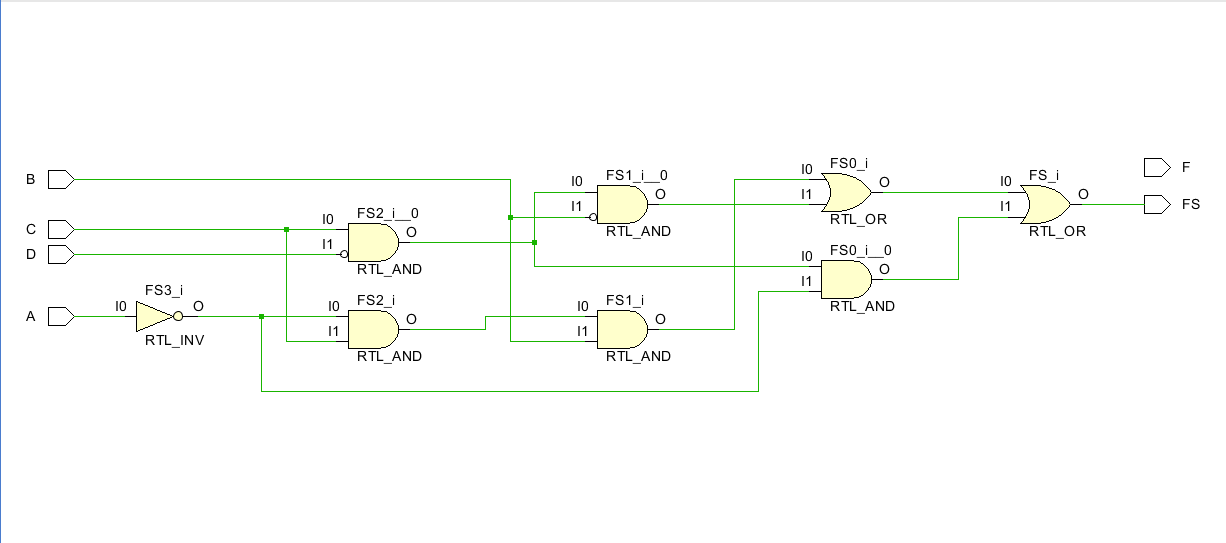 FS0_i
FS1_i__0
I0
F
FS_i
B
I0
O
I0
O
I1
O
FS
I1
I1
FS2_i__0
I0
RTL_OR
C
O
RTL_AND
RTL_OR
I1
FS0_i__0
D
I0
RTL_AND
O
I1
FS3_i
FS2_i
FS1_i
RTL_AND
A
I0
O
I0
O
I0
O
I1
I1
RTL_INV
RTL_AND
RTL_AND